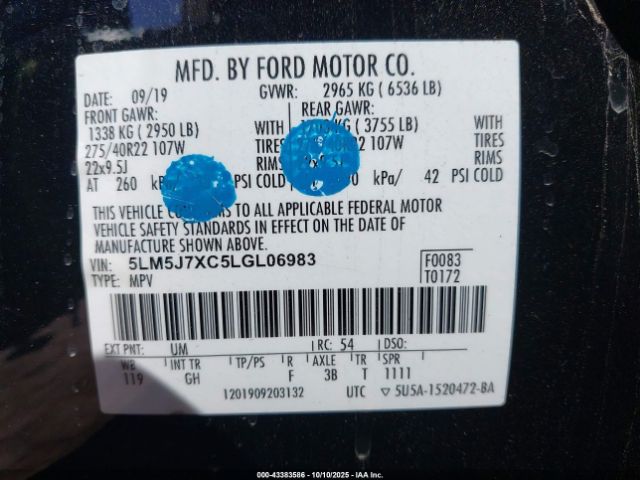 MFD. BY FORD MOTOR CO.
DATE: 09/19 GVWR: 2965 KG ( 6536 LB)
FRONT GAWR: REAR GAWR:
1338 KG ( 2950 LB) WITH KG ( 3755 LB) WITH
275/40R22 107W TIRES 40R22 107W TIRES
22x9.5J RIMS RIMS
AT 260 PSI COLD kPa/ 42 PSI COLD
THIS VEHICLE TO ALL APPLICABLE FEDERAL MOTOR
VEHICLE SAFETY STANDARDS IN EFFECT ON THE DATE OF
MANUFACTURE SHOWN ABOVE.
VIN: 5LM5J7XC5LGL06983 F0083
TYPE: MPV T0172
EXT PNT: UM RC: 54 DSO:
WB INT TR TP/PS R AXLE TR SPR
119 GH F 3B T 1111
1201909203132 UTC ▽ 5U5A-1520472-BA
000-43383586 - 10/10/2025 - IAAI, Inc.